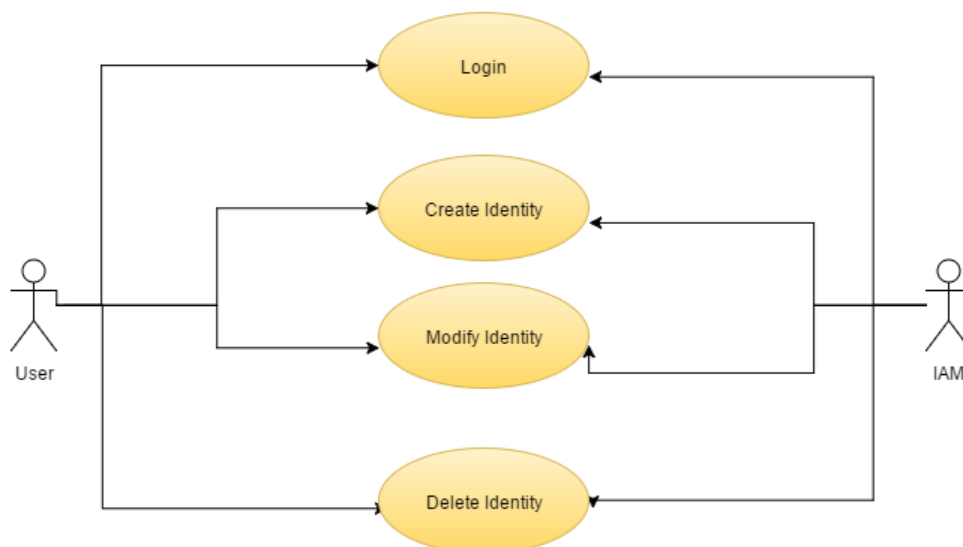 Login
Create Identity
Modify Identity
User
IAM
Delete Identity